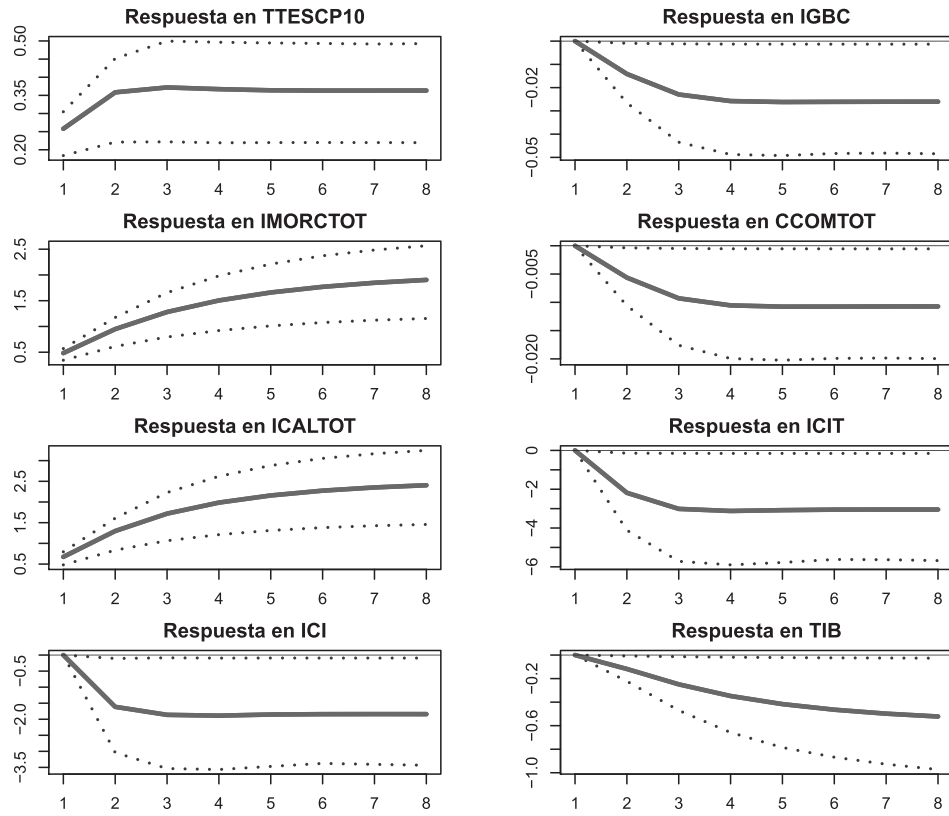 Respuesta en TTESCP10
0.50
0.35
0.20
1 2 3 4 5 6 7 8
Respuesta en IGBC
−0.02
−0.05
1 2 3 4 5 6 7 8
Respuesta en IMORCTOT
2.5
1.5
0.5
1 2 3 4 5 6 7 8
Respuesta en CCOMTOT
−0.005
−0.020
1 2 3 4 5 6 7 8
Respuesta en ICALTOT
2.5
1.5
0.5
1 2 3 4 5 6 7 8
Respuesta en ICIT
0
−2
−4
−6
1 2 3 4 5 6 7 8
Respuesta en ICI
−0.5
−2.0
−3.5
1 2 3 4 5 6 7 8
Respuesta en TIB
−0.2
−0.6
−1.0
1 2 3 4 5 6 7 8